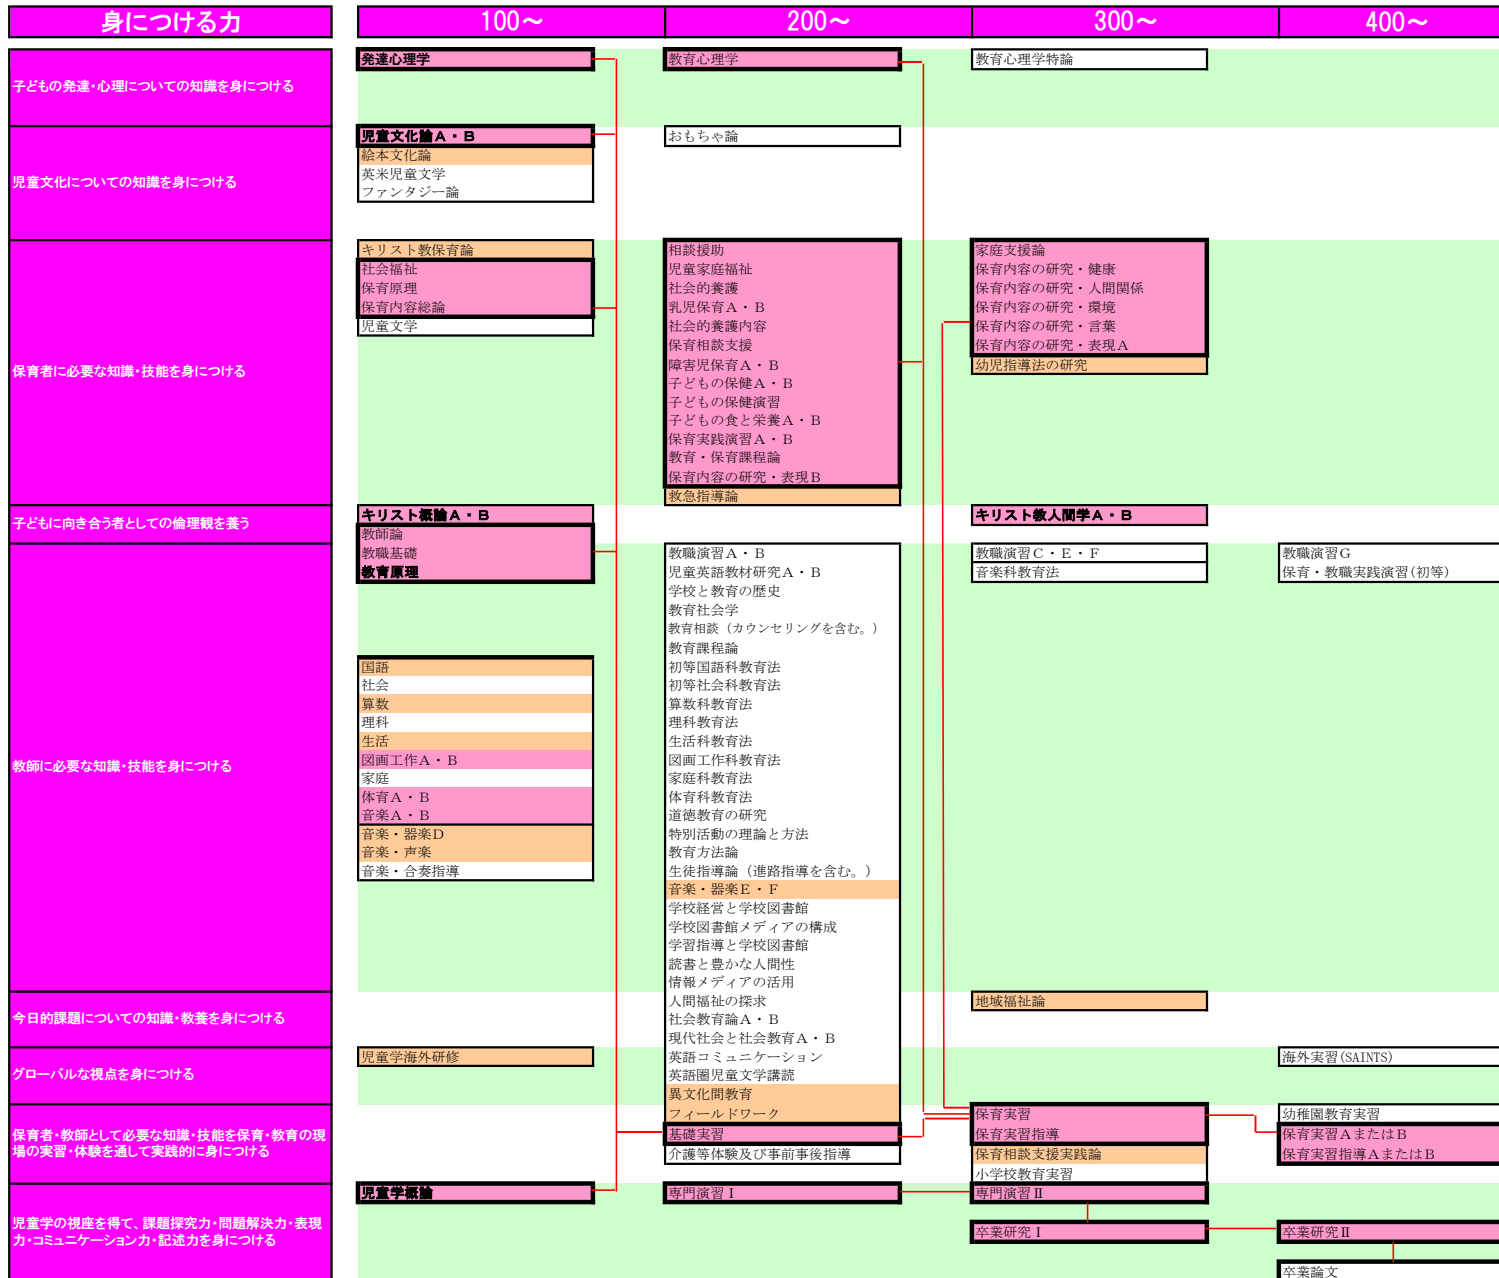 身につける力
100～
200～
300～
400～
子どもの発達・心理についての知識を身につける
発達心理学
教育心理学
教育心理学特論
児童文化についての知識を身につける
児童文化論A・B
絵本文化論
英米児童文学
ファンタジー論
おもちゃ論
保育者に必要な知識・技能を身につける
キリスト教保育論
社会福祉
保育原理
保育内容総論
児童文学
相談援助
児童家庭福祉
社会的養護
乳児保育A・B
社会的養護内容
保育相談支援
障害児保育A・B
子どもの保健A・B
子どもの保健演習
子どもの食と栄養A・B
保育実践演習A・B
教育・保育課程論
保育内容の研究・表現B
救急指導論
家庭支援論
保育内容の研究・健康
保育内容の研究・人間関係
保育内容の研究・環境
保育内容の研究・言葉
保育内容の研究・表現A
幼児指導法の研究
子どもに向き合う者としての倫理観を養う
キリスト概論A・B
キリスト教人間学A・B
教師に必要な知識・技能を身につける
教師論
教職基礎
教育原理
国語
社会
算数
理科
生活
図画工作A・B
家庭
体育A・B
音楽A・B
音楽・器楽D
音楽・声楽
音楽・合奏指導
教職演習A・B
児童英語教材研究A・B
学校と教育の歴史
教育社会学
教育相談（カウンセリングを含む。）
教育課程論
初等国語科教育法
初等社会科教育法
算数科教育法
理科教育法
生活科教育法
図画工作科教育法
家庭科教育法
体育科教育法
道徳教育の研究
特別活動の理論と方法
教育方法論
生徒指導論（進路指導を含む。）
音楽・器楽E・F
学校経営と学校図書館
学校図書館メディアの構成
学習指導と学校図書館
読書と豊かな人間性
情報メディアの活用
人間福祉の探求
社会教育論A・B
現代社会と社会教育A・B
英語コミュニケーション
英語圏児童文学講読
異文化間教育
フィールドワーク
教職演習C・E・F
音楽科教育法
教職演習G
保育・教職実践演習(初等)
今日的課題についての知識・教養を身につける
地域福祉論
グローバルな視点を身につける
児童学海外研修
海外実習(SAINTS)
保育者・教師として必要な知識・技能を保育・教育の現
場の実習・体験を通して実践的に身につける
基礎実習
介護等体験及び事前事後指導
保育実習
保育実習指導
保育相談支援実践論
小学校教育実習
幼稚園教育実習
保育実習AまたはB
保育実習指導AまたはB
児童学の視座を得て、課題探究力・問題解決力・表現
力・コミュニケーション力・記述力を身につける
児童学概論
専門演習Ⅰ
専門演習Ⅱ
卒業研究Ⅰ
卒業研究Ⅱ
卒業論文